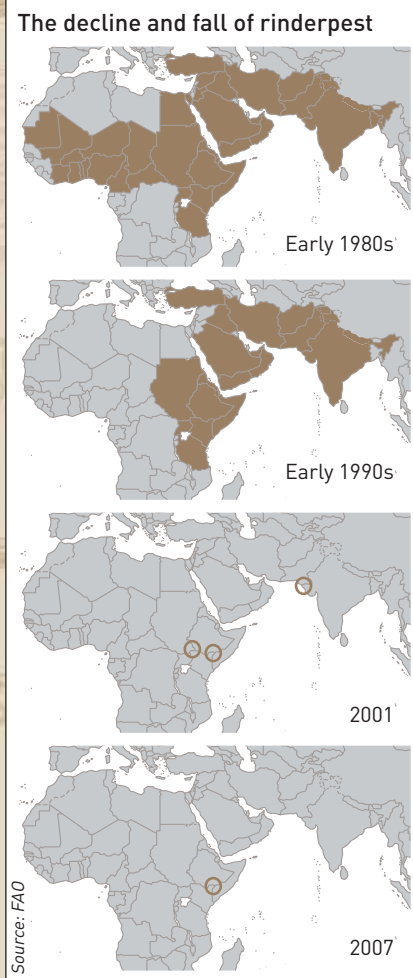 The decline and fall of rinderpest
Early 1980s
Early 1990s
2001
2007
Source: FAO